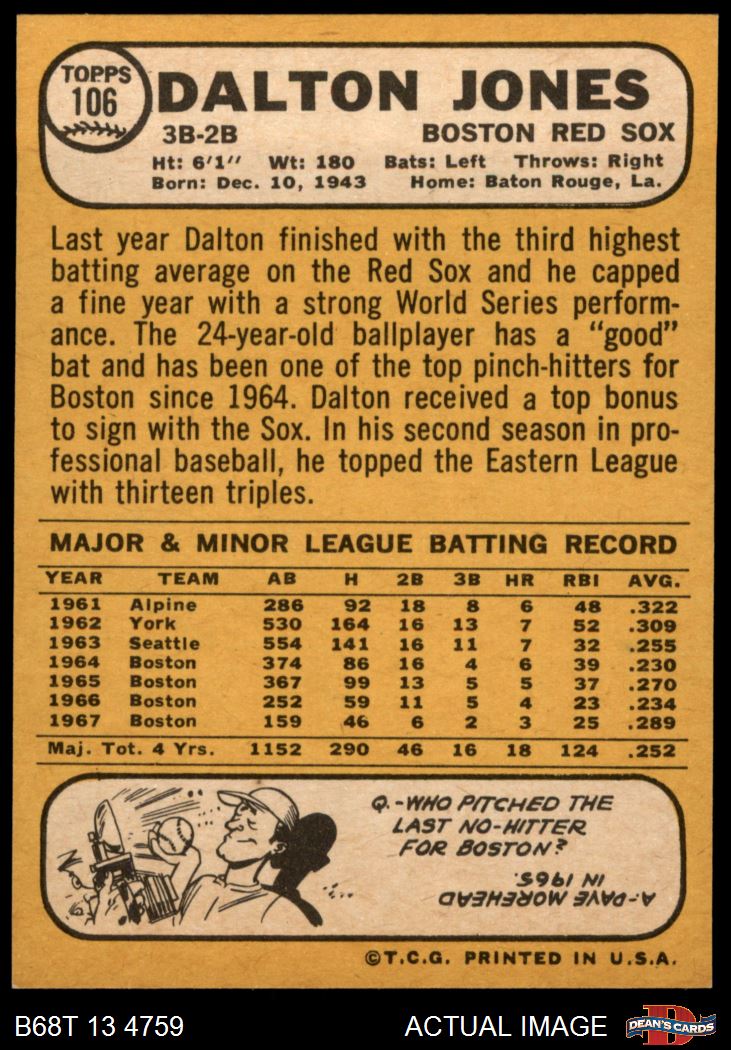 TOPPS
106
DALTON JONES
3B-2B BOSTON RED SOX
Ht: 6'1" Wt: 180 Bats: Left Throws: Right
Born: Dec. 10, 1943 Home: Baton Rouge, La.
Last year Dalton finished with the third highest
batting average on the Red Sox and he capped
a fine year with a strong World Series perform-
ance. The 24-year-old ballplayer has a "good"
bat and has been one of the top pinch-hitters for
Boston since 1964. Dalton received a top bonus
to sign with the Sox. In his second season in pro-
fessional baseball, he topped the Eastern League
with thirteen triples.
MAJOR & MINOR LEAGUE BATTING RECORD
YEAR TEAM AB H 2B 3B HR RBI AVG.
1961 Alpine 286 92 18 8 6 48 .322
1962 York 530 164 16 13 7 52 .309
1963 Seattle 554 141 16 11 7 32 .255
1964 Boston 374 86 16 4 6 39 .230
1965 Boston 367 99 13 5 5 37 .270
1966 Boston 252 59 11 5 4 23 .234
1967 Boston 159 46 6 2 3 25 .289
Maj. Tot. 4 Yrs. 1152 290 46 16 18 124 .252
Q.-WHO PITCHED THE
LAST NO-HITTER
FOR BOSTON?
A-DAVE MOREHEAD
IN 1965.
©T.C.G. PRINTED IN U.S.A.
B68T 13 4759 ACTUAL IMAGE
DEAN'S CARDS